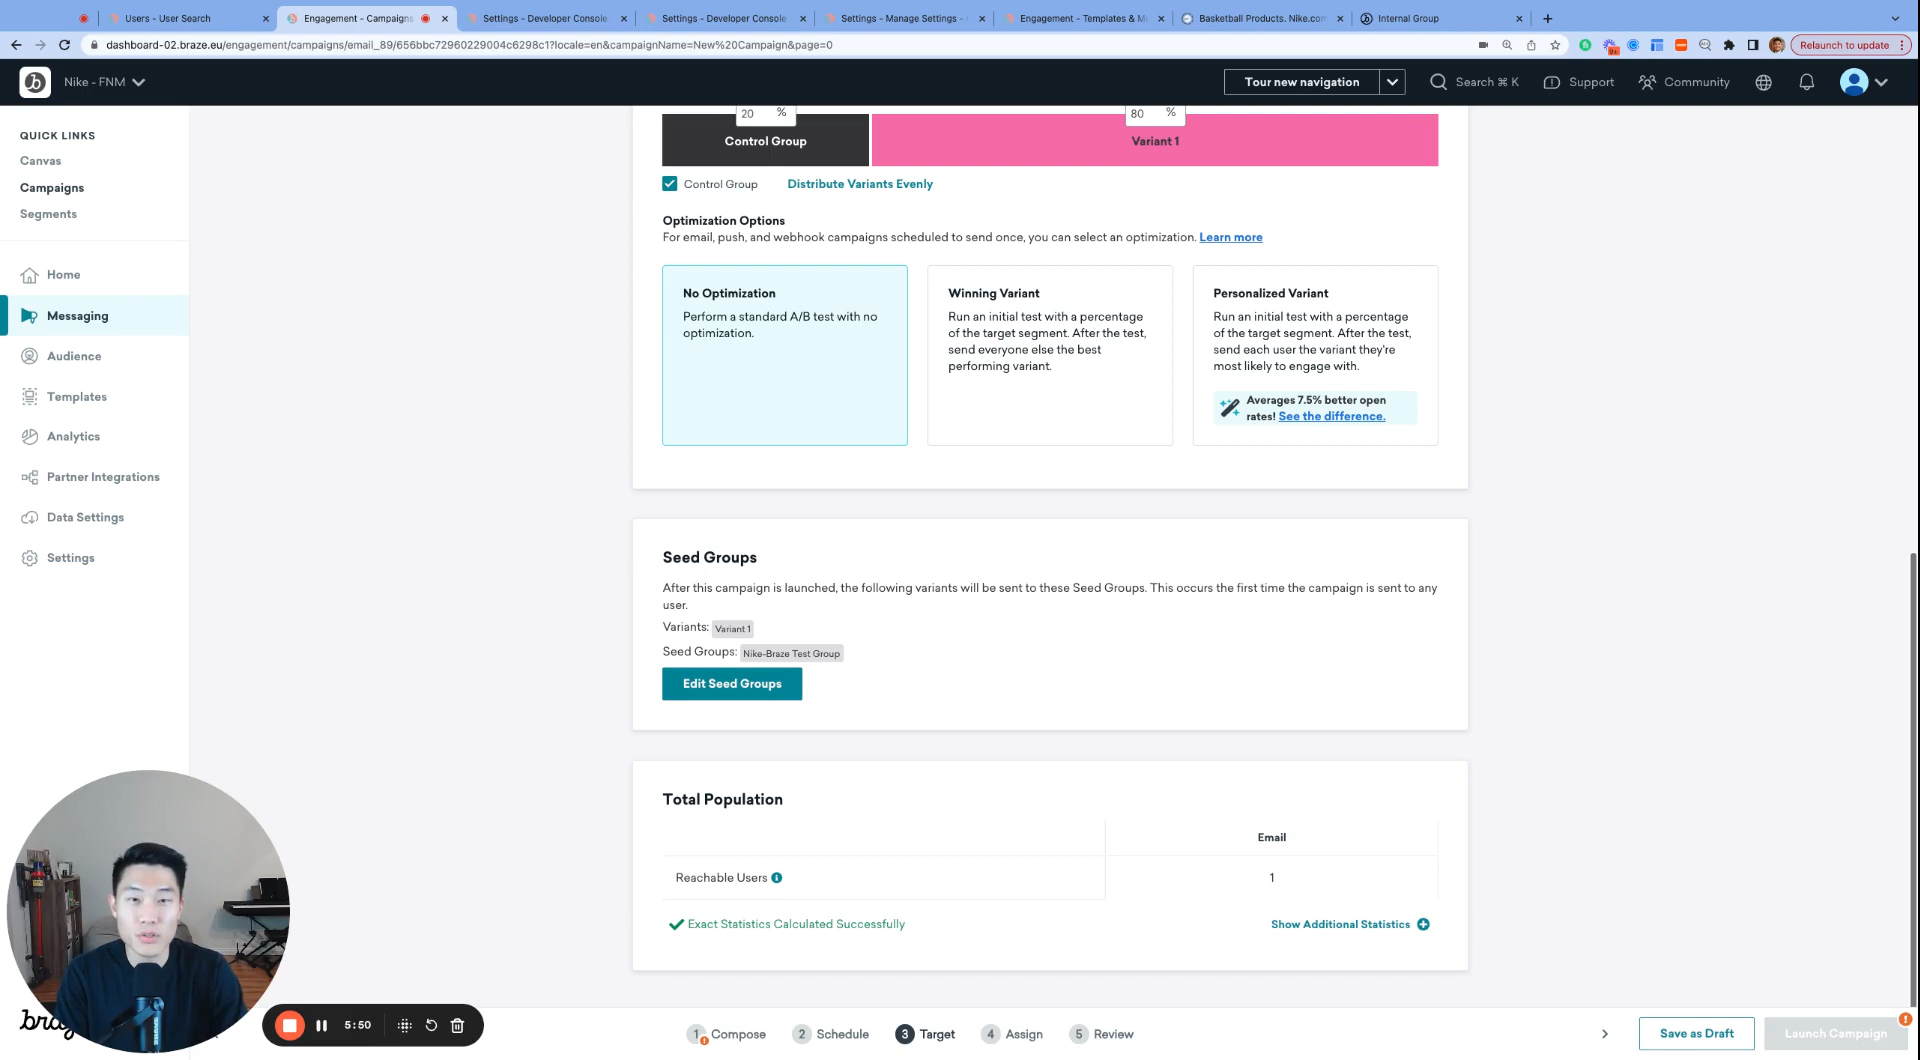 Users - User Search
Engagement - Campaigns
Settings - Developer Console
Settings - Developer Console
Settings - Manage Settings -
Engagement - Templates & M
Basketball Products. Nike.com
Internal Group
dashboard-02.braze.eu/engagement/campaigns/email_89/656bbc72960229004c6298c1?locale=en&campaignName=New%20Campaign&page=0
Relaunch to update
Nike - FNM
Tour new navigation
Search ⌘ K
Support
Community
QUICK LINKS
Canvas
Campaigns
Segments
Home
Messaging
Audience
Templates
Analytics
Partner Integrations
Data Settings
Settings
20 %
80 %
Control Group
Variant 1
Control Group
Distribute Variants Evenly
Optimization Options
For email, push, and webhook campaigns scheduled to send once, you can select an optimization. Learn more
No Optimization
Perform a standard A/B test with no
optimization.
Winning Variant
Run an initial test with a percentage
of the target segment. After the test,
send everyone else the best
performing variant.
Personalized Variant
Run an initial test with a percentage
of the target segment. After the test,
send each user the variant they're
most likely to engage with.
Averages 7.5% better open
rates! See the difference.
Seed Groups
After this campaign is launched, the following variants will be sent to these Seed Groups. This occurs the first time the campaign is sent to any
user.
Variants: Variant 1
Seed Groups: Nike-Braze Test Group
Edit Seed Groups
Total Population
Email
Reachable Users
1
Exact Statistics Calculated Successfully
Show Additional Statistics
5:50
1 Compose
2 Schedule
3 Target
4 Assign
5 Review
Save as Draft
Launch Campaign